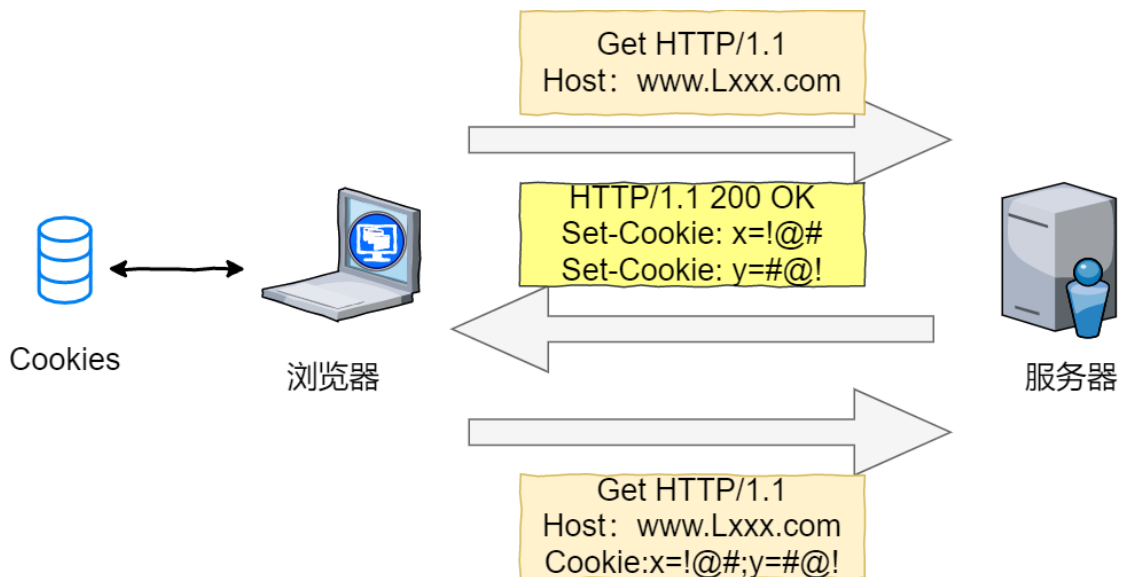 Get HTTP/1.1
Host：www.Lxxx.com
HTTP/1.1 200 OK
Set-Cookie: x=!@#
Set-Cookie: y=#@!
Cookies
浏览器
服务器
Get HTTP/1.1
Host：www.Lxxx.com
Cookie:x=!@#;y=#@!